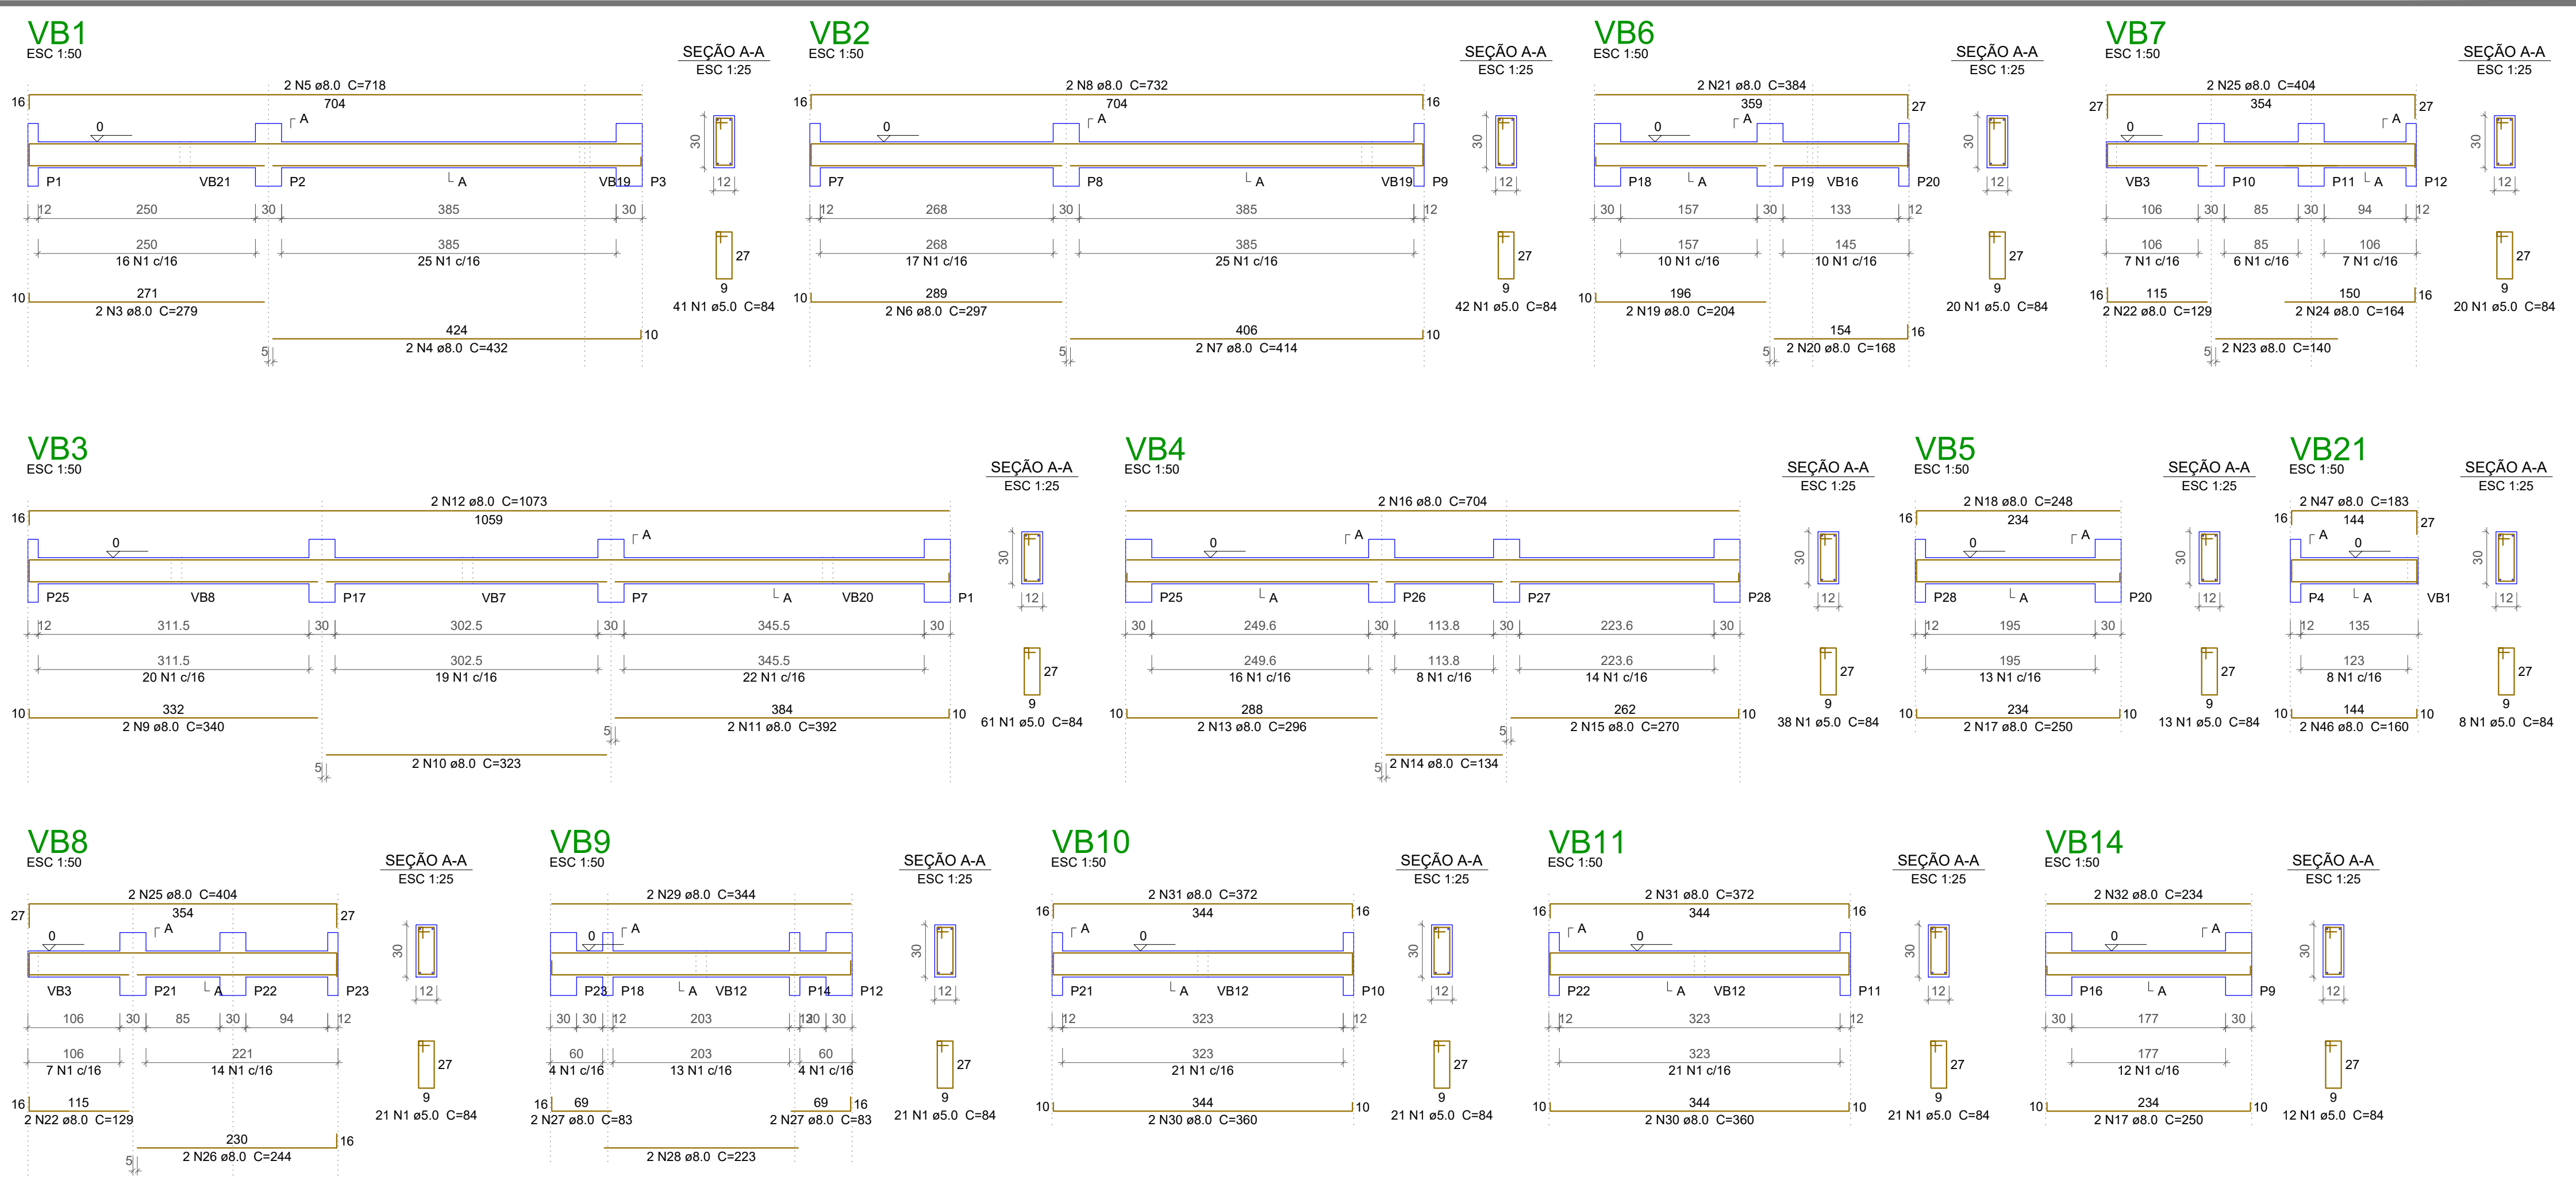 VB1
ESC 1:50
SEÇÃO A-A
ESC 1:25
2 N5 ø8.0 C=718
16 704
0 A
30
P1 VB21 P2 A VB19 P3
12
12 250 30 385 30
250 385
16 N1 c/16 25 N1 c/16
27
9
41 N1 ø5.0 C=84
10 271
2 N3 ø8.0 C=279
424 10
5 2 N4 ø8.0 C=432
VB2
ESC 1:50
SEÇÃO A-A
ESC 1:25
2 N8 ø8.0 C=732
16 704 16
0 A
30
P7 P8 A VB19 P9
12
12 268 30 385 12
268 385
17 N1 c/16 25 N1 c/16
27
9
42 N1 ø5.0 C=84
10 289
2 N6 ø8.0 C=297
406 10
5 2 N7 ø8.0 C=414
VB6
ESC 1:50
SEÇÃO A-A
ESC 1:25
2 N21 ø8.0 C=384
359 27
0 A
30
P18 A P19 VB16 P20
12
30 157 30 133 12
157 145
10 N1 c/16 10 N1 c/16
27
9
20 N1 ø5.0 C=84
10 196
2 N19 ø8.0 C=204
154 16
5 2 N20 ø8.0 C=168
VB7
ESC 1:50
SEÇÃO A-A
ESC 1:25
2 N25 ø8.0 C=404
27 354 27
0 A
30
VB3 P10 P11 A P12
12
106 30 85 30 94 12
106 85 106
7 N1 c/16 6 N1 c/16 7 N1 c/16
27
9
20 N1 ø5.0 C=84
16 115 150 16
2 N22 ø8.0 C=129 2 N24 ø8.0 C=164
5 2 N23 ø8.0 C=140
VB3
ESC 1:50
SEÇÃO A-A
ESC 1:25
2 N12 ø8.0 C=1073
16 1059
0 A
30
P25 VB8 P17 VB7 P7 A VB20 P1
12
12 311.5 30 302.5 30 345.5 30
311.5 302.5 345.5
20 N1 c/16 19 N1 c/16 22 N1 c/16
27
9
61 N1 ø5.0 C=84
10 332 384 10
2 N9 ø8.0 C=340 5 2 N11 ø8.0 C=392
5 2 N10 ø8.0 C=323
VB4
ESC 1:50
SEÇÃO A-A
ESC 1:25
2 N16 ø8.0 C=704
0 A
30
P25 A P26 P27 P28
12
30 249.6 30 113.8 30 223.6 30
249.6 113.8 223.6
16 N1 c/16 8 N1 c/16 14 N1 c/16
27
9
38 N1 ø5.0 C=84
10 288 262 10
2 N13 ø8.0 C=296 5 2 N15 ø8.0 C=270
5 2 N14 ø8.0 C=134
VB5
ESC 1:50
SEÇÃO A-A
ESC 1:25
2 N18 ø8.0 C=248
16 234
0 A
30
P28 A P20
12
12 195 30
195
13 N1 c/16
27
9
13 N1 ø5.0 C=84
10 234 10
2 N17 ø8.0 C=250
VB21
ESC 1:50
SEÇÃO A-A
ESC 1:25
2 N47 ø8.0 C=183
16 144 27
A 0
30
P4 A VB1
12
12 135
123
8 N1 c/16
27
9
8 N1 ø5.0 C=84
10 144 10
2 N46 ø8.0 C=160
VB8
ESC 1:50
SEÇÃO A-A
ESC 1:25
2 N25 ø8.0 C=404
27 354 27
0 A
30
VB3 P21 A P22 P23
12
106 30 85 30 94 12
106 221
7 N1 c/16 14 N1 c/16
27
9
21 N1 ø5.0 C=84
16 115
2 N22 ø8.0 C=129
230 16
5 2 N26 ø8.0 C=244
VB9
ESC 1:50
SEÇÃO A-A
ESC 1:25
2 N29 ø8.0 C=344
0 A
30
P23 P18 A VB12 P14 P12
12
30 30 12 203 12 30 30
60 203 60
4 N1 c/16 13 N1 c/16 4 N1 c/16
27
9
21 N1 ø5.0 C=84
16 69 69 16
2 N27 ø8.0 C=83 2 N27 ø8.0 C=83
2 N28 ø8.0 C=223
VB10
ESC 1:50
SEÇÃO A-A
ESC 1:25
2 N31 ø8.0 C=372
16 344 16
A 0
30
P21 A VB12 P10
12
12 323 12
323
21 N1 c/16
27
9
21 N1 ø5.0 C=84
10 344 10
2 N30 ø8.0 C=360
VB11
ESC 1:50
SEÇÃO A-A
ESC 1:25
2 N31 ø8.0 C=372
16 344 16
A 0
30
P22 A VB12 P11
12
12 323 12
323
21 N1 c/16
27
9
21 N1 ø5.0 C=84
10 344 10
2 N30 ø8.0 C=360
VB14
ESC 1:50
SEÇÃO A-A
ESC 1:25
2 N32 ø8.0 C=234
0 A
30
P16 A P9
12
30 177 30
177
12 N1 c/16
27
9
12 N1 ø5.0 C=84
10 234 10
2 N17 ø8.0 C=250